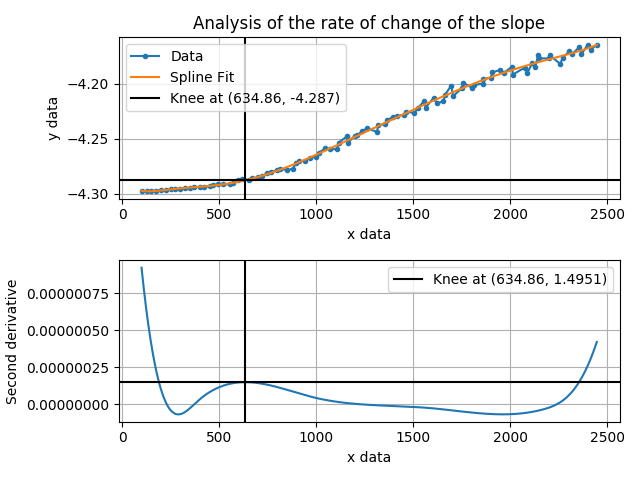 Analysis of the rate of change of the slope
Data
Spline Fit
Knee at (634.86, -4.287)
y data
−4.20
−4.25
−4.30
0 500 1000 1500 2000 2500
x data
Knee at (634.86, 1.4951)
Second derivative
0.00000075
0.00000050
0.00000025
0.00000000
0 500 1000 1500 2000 2500
x data